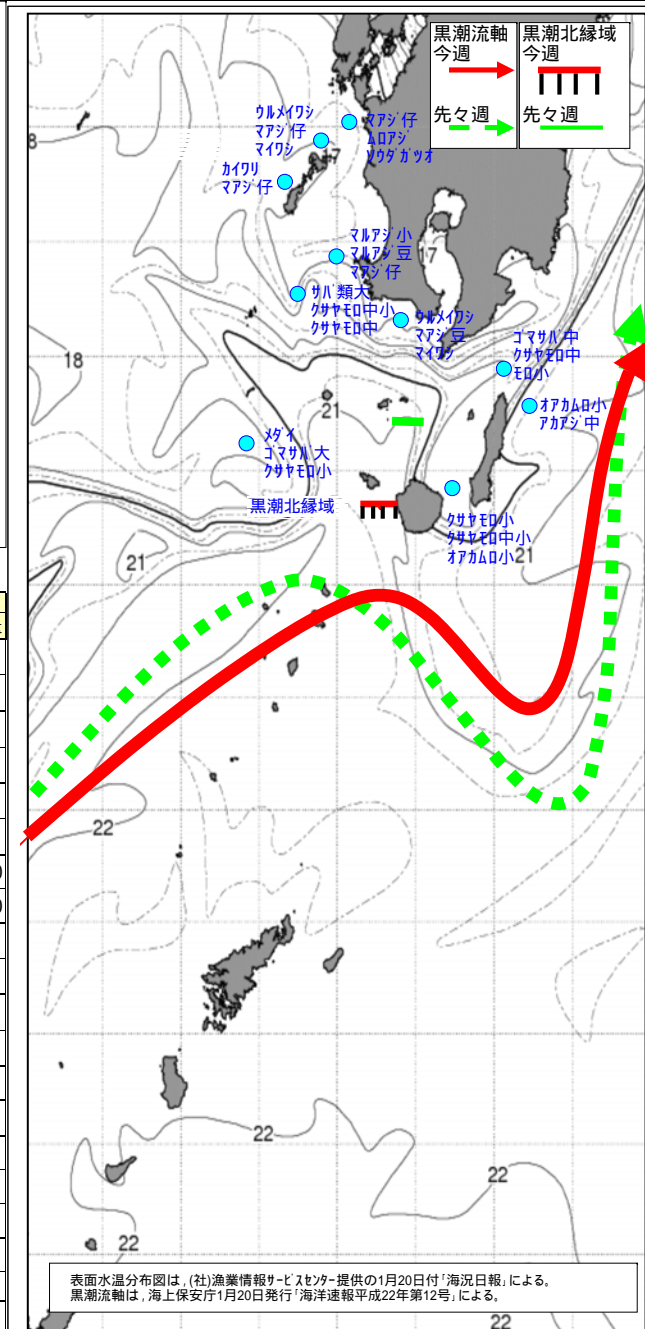 黒潮流軸
今週
先々週
黒潮北縁域
今週
先々週
ウルメイワシ
マアジ仔
マイワシ
マアジ仔
ムロアジ
ソウダガツオ
17
カイワリ
マアジ仔
マルアジ小
マルアジ豆
マアジ仔
17
サバ類大
クサヤモロ中小
クサヤモロ中
ウルメイワシ
マアジ豆
マイワシ
18
ゴマサバ中
クサヤモロ中
モロ小
オアカムロ小
アカアジ中
21
メダイ
ゴマサバ大
クサヤモロ小
黒潮北縁域
クサヤモロ小
クサヤモロ中小
オアカムロ小
21
21
22
22
22
22
22
表面水温分布図は,(社)漁業情報サービスセンター提供の1月20日付「海況日報」による。
黒潮流軸は,海上保安庁1月20日発行「海洋速報平成22年第12号」による。